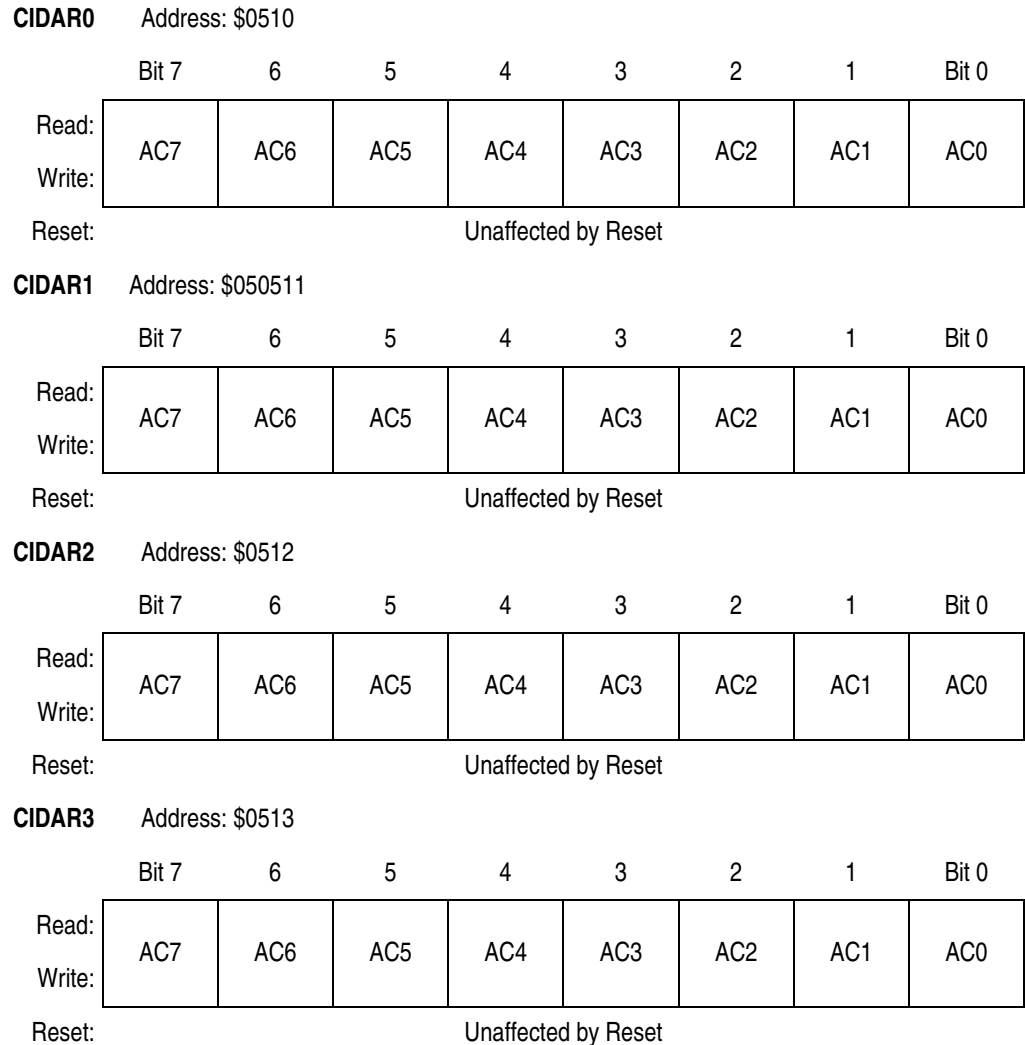 CIDAR0 Address: $0510
Bit 7 6 5 4 3 2 1 Bit 0
Read:
AC7 AC6 AC5 AC4 AC3 AC2 AC1 AC0
Write:
Reset: Unaffected by Reset
CIDAR1 Address: $050511
Bit 7 6 5 4 3 2 1 Bit 0
Read:
AC7 AC6 AC5 AC4 AC3 AC2 AC1 AC0
Write:
Reset: Unaffected by Reset
CIDAR2 Address: $0512
Bit 7 6 5 4 3 2 1 Bit 0
Read:
AC7 AC6 AC5 AC4 AC3 AC2 AC1 AC0
Write:
Reset: Unaffected by Reset
CIDAR3 Address: $0513
Bit 7 6 5 4 3 2 1 Bit 0
Read:
AC7 AC6 AC5 AC4 AC3 AC2 AC1 AC0
Write:
Reset: Unaffected by Reset